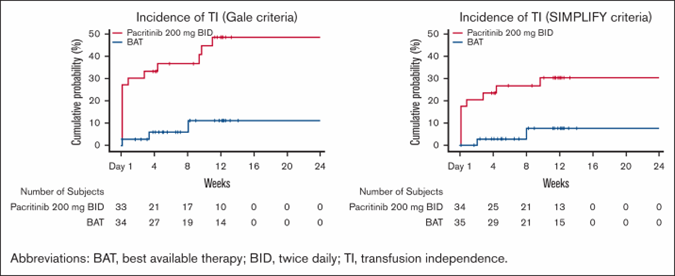 Incidence of TI (Gale criteria)
Pacritinib 200 mg BID
BAT
Cumulative probability (%)
50
40
30
20
10
0
Day 1 4 8 12 16 20 24
Weeks
Number of Subjects
Pacritinib 200 mg BID 33 21 17 10 0 0 0
BAT 34 27 19 14 0 0 0
Incidence of TI (SIMPLIFY criteria)
Pacritinib 200 mg BID
BAT
Cumulative probability (%)
50
40
30
20
10
0
Day 1 4 8 12 16 20 24
Weeks
Number of Subjects
Pacritinib 200 mg BID 34 25 21 13 0 0 0
BAT 35 29 21 15 0 0 0
Abbreviations: BAT, best available therapy; BID, twice daily; TI, transfusion independence.